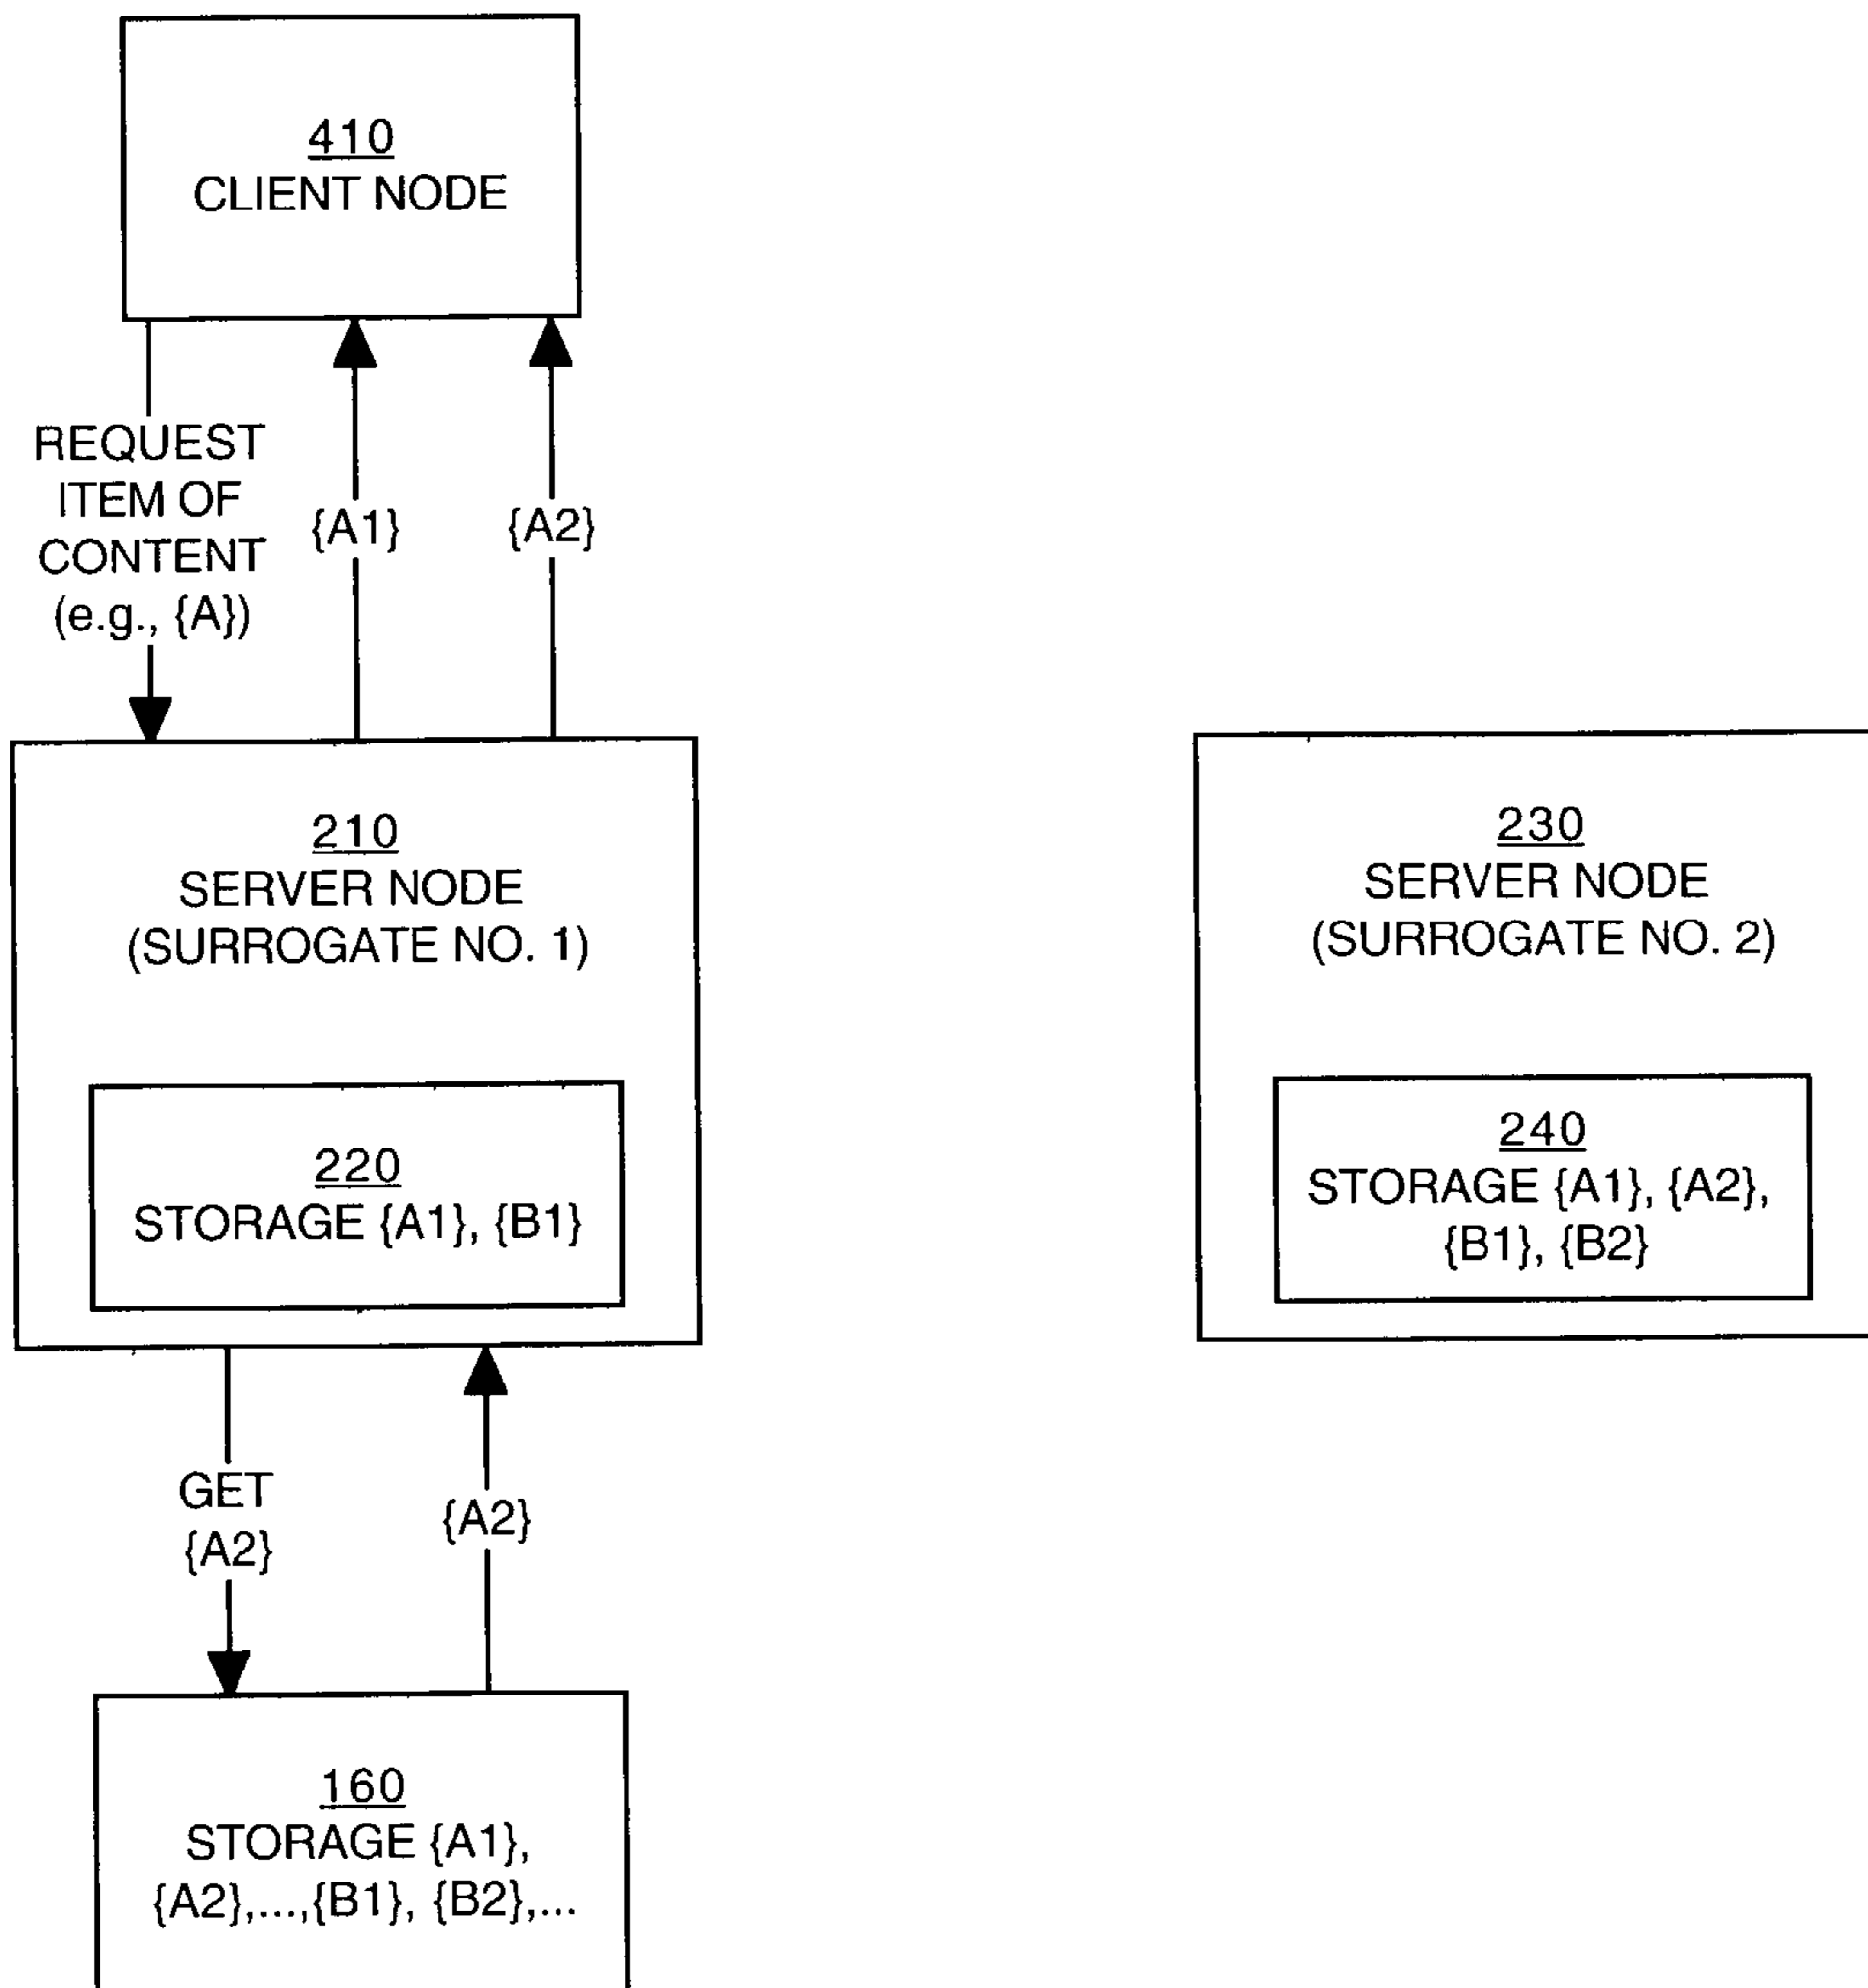 410
CLIENT NODE
REQUEST
ITEM OF
CONTENT
(e.g., {A})
{A1}
{A2}
210
SERVER NODE
(SURROGATE NO. 1)
220
STORAGE {A1}, {B1}
230
SERVER NODE
(SURROGATE NO. 2)
240
STORAGE {A1}, {A2},
{B1}, {B2}
GET
{A2}
{A2}
160
STORAGE {A1},
{A2},...,{B1}, {B2},...